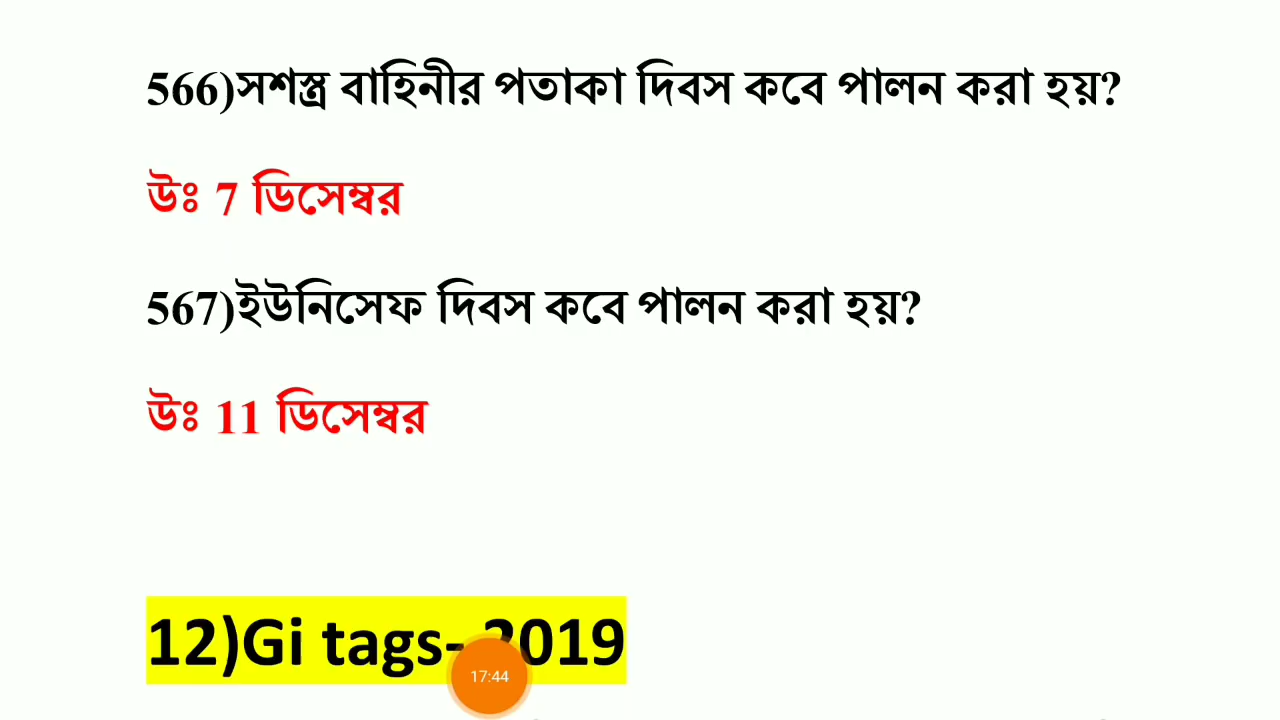 566)সশস্ত্র বাহিনীর পতাকা দিবস কবে পালন করা হয়?
উঃ 7 ডিসেম্বর
567)ইউনিসেফ দিবস কবে পালন করা হয়?
উঃ 11 ডিসেম্বর
12)Gi tags- 2019
17:44